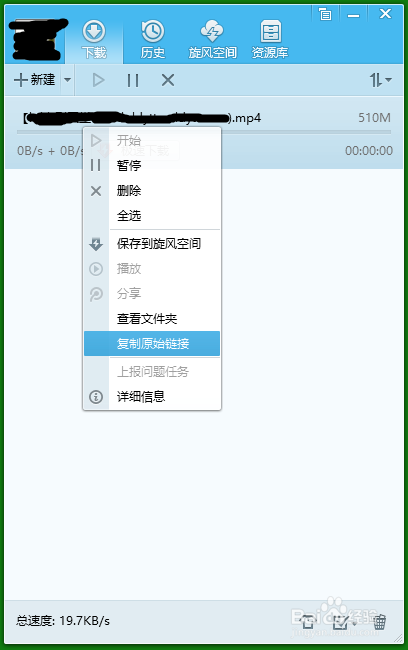 下载
历史
旋风空间
资源库
新建
.mp4
510M
0B/s + 0B/s
00:00:00
开始
暂停
删除
全选
保存到旋风空间
播放
分享
查看文件夹
复制原始链接
上报问题任务
详细信息
总速度: 19.7KB/s
Bai 经验